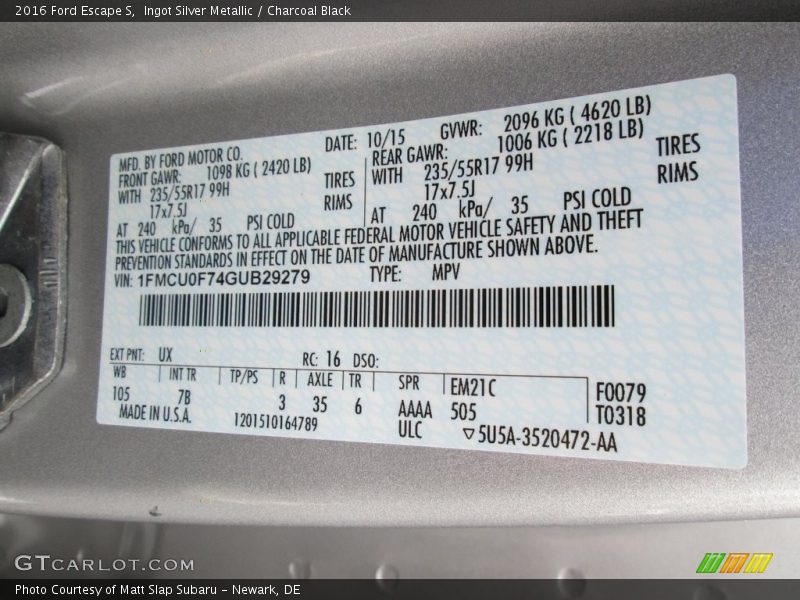 2016 Ford Escape S,  Ingot Silver Metallic / Charcoal Black
MFD. BY FORD MOTOR CO. DATE: 10/15 GVWR: 2096 KG ( 4620 LB)
FRONT GAWR: 1098 KG ( 2420 LB) REAR GAWR: 1006 KG ( 2218 LB)
WITH 235/55R17 99H TIRES WITH 235/55R17 99H TIRES
17x7.5J RIMS 17x7.5J RIMS
AT 240 kPa/ 35 PSI COLD AT 240 kPa/ 35 PSI COLD
THIS VEHICLE CONFORMS TO ALL APPLICABLE FEDERAL MOTOR VEHICLE SAFETY AND THEFT
PREVENTION STANDARDS IN EFFECT ON THE DATE OF MANUFACTURE SHOWN ABOVE.
VIN: 1FMCU0F74GUB29279 TYPE: MPV
EXT PNT: UX RC: 16 DSO:
WB INT TR TP/PS R AXLE TR SPR EM21C F0079
105 7B 3 35 6 AAAA 505 T0318
MADE IN U.S.A. 1201510164789 ULC ▽5U5A-3520472-AA
GTCARLOT.COM
Photo Courtesy of Matt Slap Subaru – Newark, DE